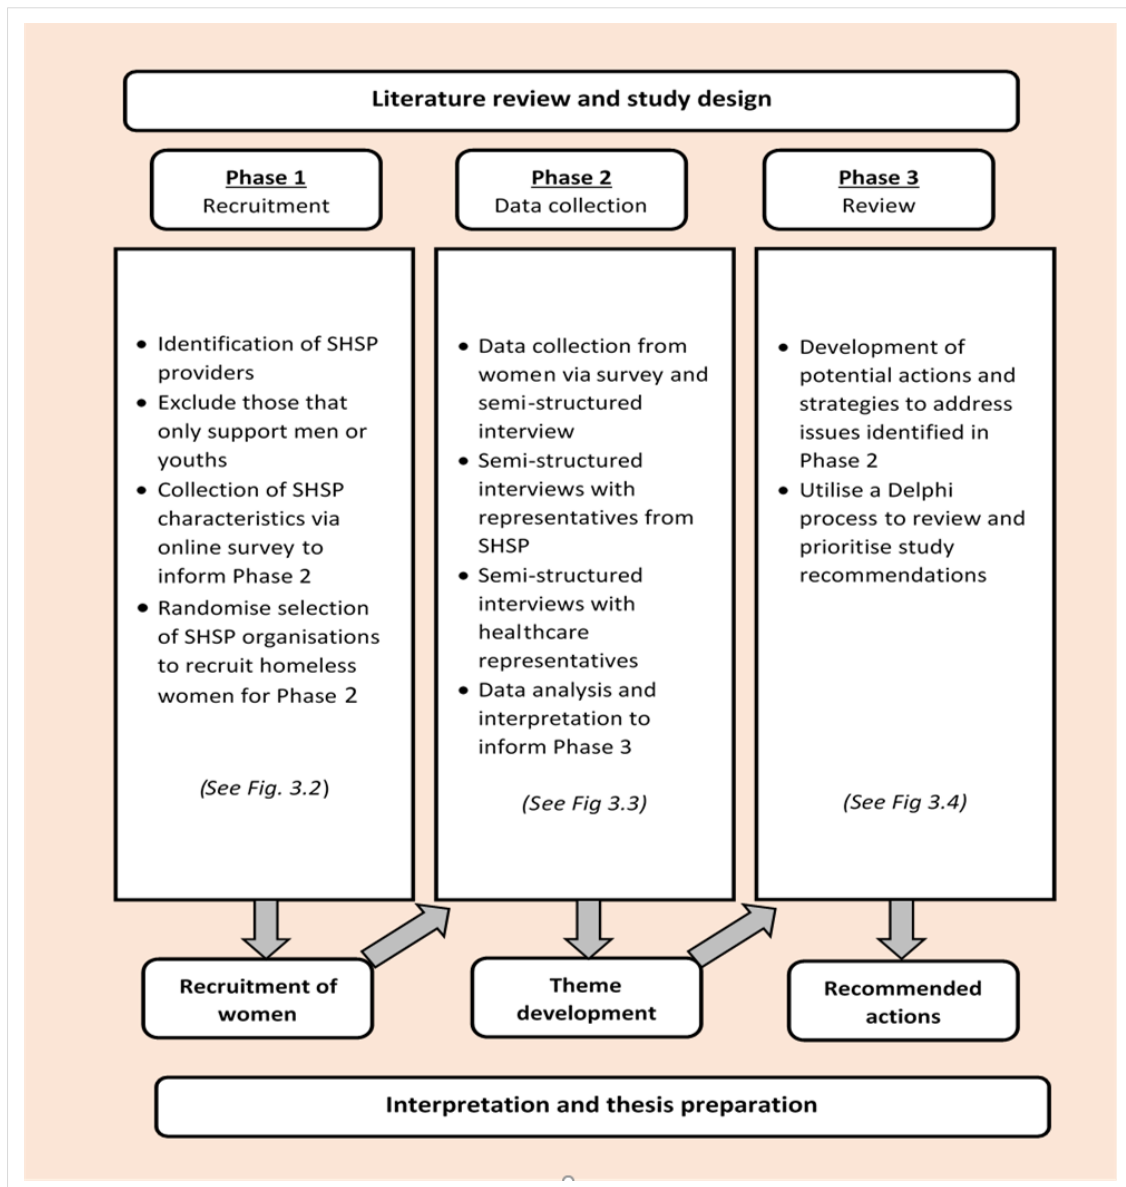 Literature review and study design
Phase 1
Recruitment
Phase 2
Data collection
Phase 3
Review
• Identification of SHSP
providers
• Exclude those that
only support men or
youths
• Collection of SHSP
characteristics via
online survey to
inform Phase 2
• Randomise selection
of SHSP organisations
to recruit homeless
women for Phase 2
(See Fig. 3.2)
• Data collection from
women via survey and
semi-structured
interview
• Semi-structured
interviews with
representatives from
SHSP
• Semi-structured
interviews with
healthcare
representatives
• Data analysis and
interpretation to
inform Phase 3
(See Fig 3.3)
• Development of
potential actions and
strategies to address
issues identified in
Phase 2
• Utilise a Delphi
process to review and
prioritise study
recommendations
(See Fig 3.4)
Recruitment of
women
Theme
development
Recommended
actions
Interpretation and thesis preparation